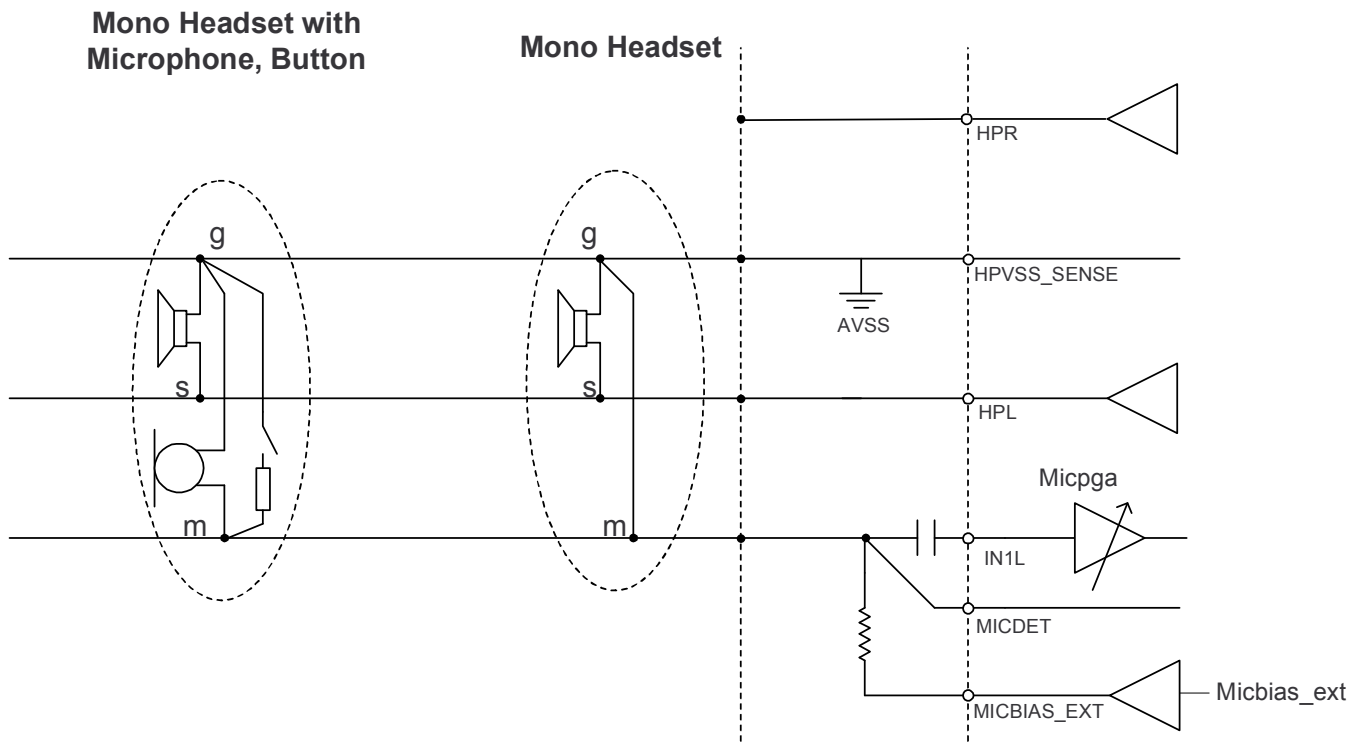 Mono Headset with
Microphone, Button
Mono Headset
HPR
g
g
HPVSS_SENSE
AVSS
s
s
HPL
Micpga
m
m
IN1L
MICDET
MICBIAS_EXT
Micbias_ext